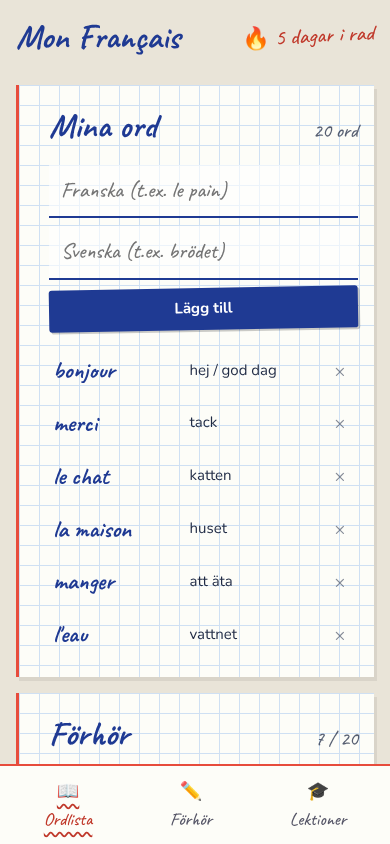 Mon Français
🔥 5 dagar i rad
Mina ord
20 ord
Franska (t.ex. le pain)
Svenska (t.ex. brödet)
Lägg till
bonjour hej / god dag ×
merci tack ×
le chat katten ×
la maison huset ×
manger att äta ×
l'eau vattnet ×
Förhör
7 / 20
Ordlista Förhör Lektioner